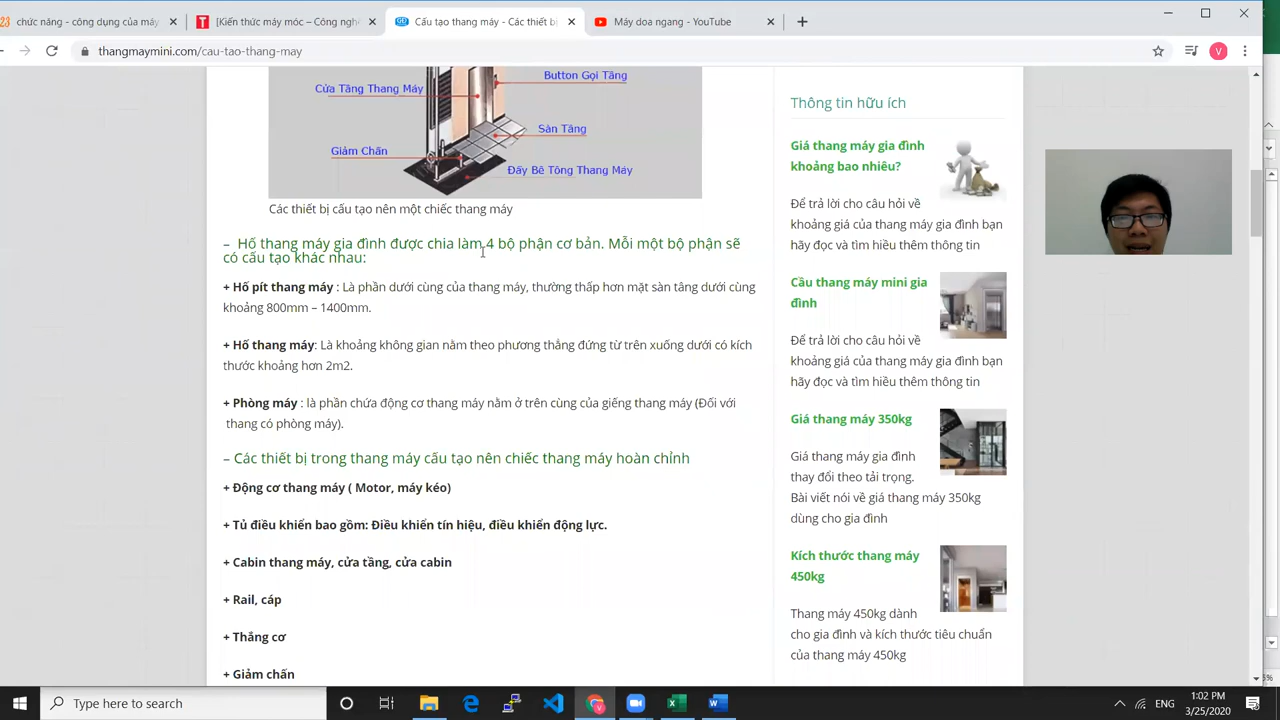 chức năng - công dụng của máy
[Kiến thức máy móc – Công ngh
Cấu tạo thang máy - Các thiết bị
Máy doa ngang - YouTube
thangmaymini.com/cau-tao-thang-may
V
Button Gọi Tầng
Cửa Tầng Thang Máy
Sàn Tầng
Giảm Chấn
Đấy Bê Tông Thang Máy
Các thiết bị cấu tạo nên một chiếc thang máy
– Hố thang máy gia đình được chia làm 4 bộ phận cơ bản. Mỗi một bộ phận sẽ
có cấu tạo khác nhau:
+ Hố pít thang máy : Là phần dưới cùng của thang máy, thường thấp hơn mặt sàn tầng dưới cùng
khoảng 800mm – 1400mm.
+ Hố thang máy: Là khoảng không gian nằm theo phương thẳng đứng từ trên xuống dưới có kích
thước khoảng hơn 2m2.
+ Phòng máy : là phần chứa động cơ thang máy nằm ở trên cùng của giếng thang máy (Đối với
thang có phòng máy).
– Các thiết bị trong thang máy cấu tạo nên chiếc thang máy hoàn chỉnh
+ Động cơ thang máy ( Motor, máy kéo)
+ Tủ điều khiển bao gồm: Điều khiển tín hiệu, điều khiển động lực.
+ Cabin thang máy, cửa tầng, cửa cabin
+ Rail, cáp
+ Thắng cơ
+ Giảm chấn
Thông tin hữu ích
Giá thang máy gia đình
khoảng bao nhiêu?
Để trả lời cho câu hỏi về
khoảng giá của thang máy gia đình bạn
hãy đọc và tìm hiều thêm thông tin
Cầu thang máy mini gia
đình
Để trả lời cho câu hỏi về
khoảng giá của thang máy gia đình bạn
hãy đọc và tìm hiều thêm thông tin
Giá thang máy 350kg
Giá thang máy gia đình
thay đổi theo tải trọng.
Bài viết nói về giá thang máy 350kg
dùng cho gia đình
Kích thước thang máy
450kg
Thang máy 450kg dành
cho gia đình và kích thước tiêu chuẩn
của thang máy 450kg
Type here to search
ENG
1:02 PM
3/25/2020